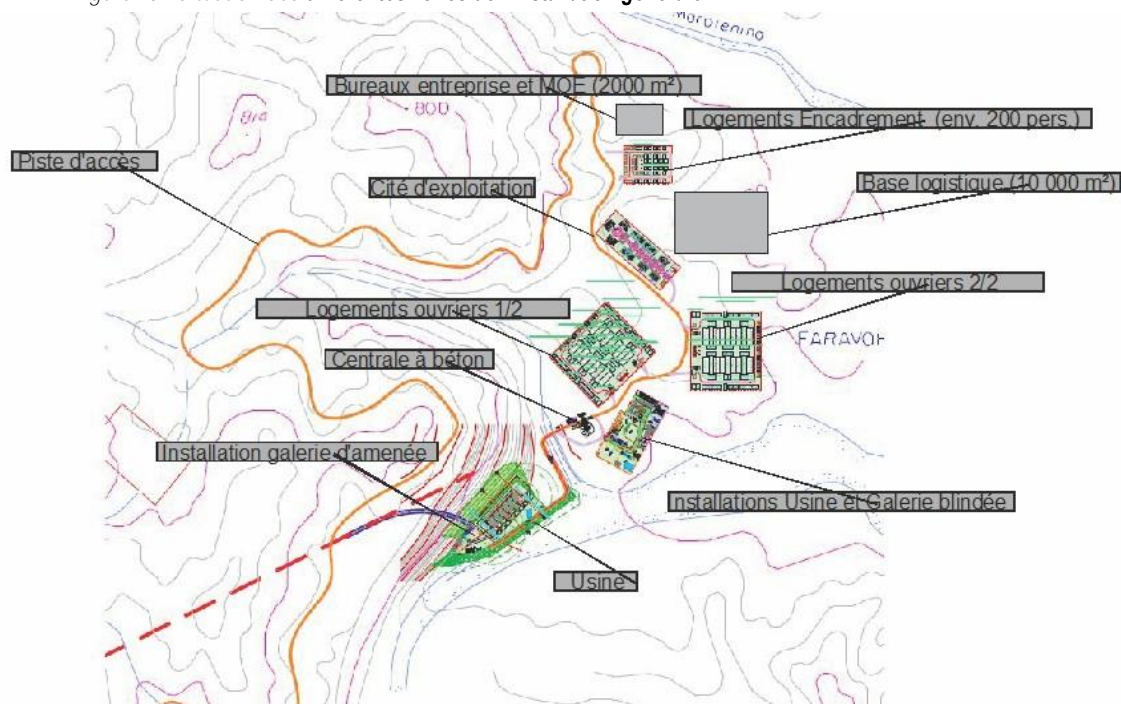 Marolenina
Bureaux entreprise et MOE (2000 m²)
800
Logements Encadrement (env. 200 pers.)
Piste d'accès
Cité d'exploitation
Base logistique (10 000 m²)
Logements ouvriers 2/2
Logements ouvriers 1/2
FARAVOH
Centrale à béton
Installation galerie d'amenée
nstallations Usine et Galerie blindée
Usine